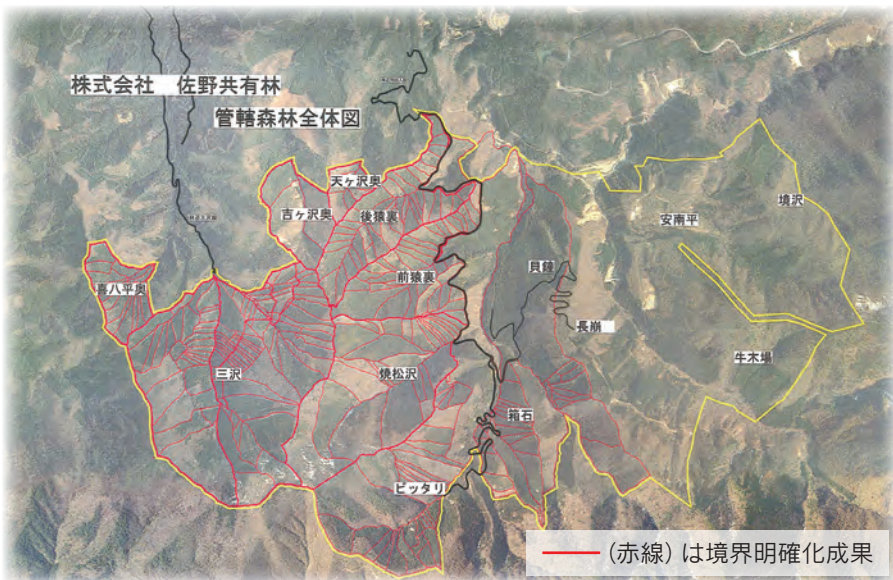 株式会社 佐野共有林
管轄森林全体図
天ヶ沢奥
吉ヶ沢奥
後猿裏
境沢
安南平
喜八平奥
前猿裏
貝鐘
長崩
牛木場
三沢
焼松沢
箱石
ビッタリ
(赤線) は境界明確化成果